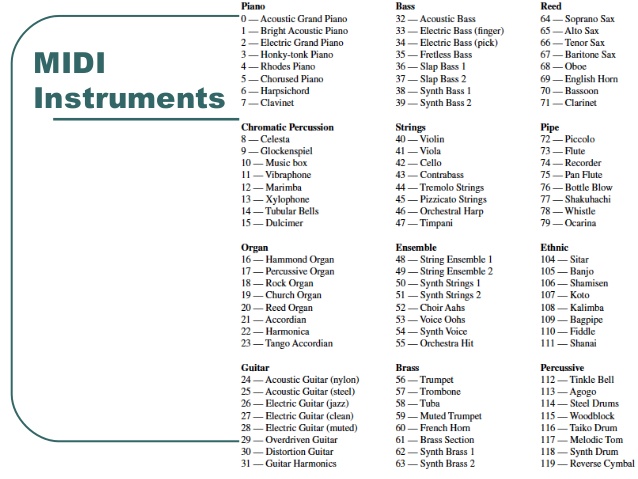 MIDI
Instruments
Piano
0 — Acoustic Grand Piano
1 — Bright Acoustic Piano
2 — Electric Grand Piano
3 — Honky-tonk Piano
4 — Rhodes Piano
5 — Chorused Piano
6 — Harpsichord
7 — Clavinet
Chromatic Percussion
8 — Celesta
9 — Glockenspiel
10 — Music box
11 — Vibraphone
12 — Marimba
13 — Xylophone
14 — Tubular Bells
15 — Dulcimer
Organ
16 — Hammond Organ
17 — Percussive Organ
18 — Rock Organ
19 — Church Organ
20 — Reed Organ
21 — Accordian
22 — Harmonica
23 — Tango Accordian
Guitar
24 — Acoustic Guitar (nylon)
25 — Acoustic Guitar (steel)
26 — Electric Guitar (jazz)
27 — Electric Guitar (clean)
28 — Electric Guitar (muted)
29 — Overdriven Guitar
30 — Distortion Guitar
31 — Guitar Harmonics
Bass
32 — Acoustic Bass
33 — Electric Bass (finger)
34 — Electric Bass (pick)
35 — Fretless Bass
36 — Slap Bass 1
37 — Slap Bass 2
38 — Synth Bass 1
39 — Synth Bass 2
Strings
40 — Violin
41 — Viola
42 — Cello
43 — Contrabass
44 — Tremolo Strings
45 — Pizzicato Strings
46 — Orchestral Harp
47 — Timpani
Ensemble
48 — String Ensemble 1
49 — String Ensemble 2
50 — Synth Strings 1
51 — Synth Strings 2
52 — Choir Aahs
53 — Voice Oohs
54 — Synth Voice
55 — Orchestra Hit
Brass
56 — Trumpet
57 — Trombone
58 — Tuba
59 — Muted Trumpet
60 — French Horn
61 — Brass Section
62 — Synth Brass 1
63 — Synth Brass 2
Reed
64 — Soprano Sax
65 — Alto Sax
66 — Tenor Sax
67 — Baritone Sax
68 — Oboe
69 — English Horn
70 — Bassoon
71 — Clarinet
Pipe
72 — Piccolo
73 — Flute
74 — Recorder
75 — Pan Flute
76 — Bottle Blow
77 — Shakuhachi
78 — Whistle
79 — Ocarina
Ethnic
104 — Sitar
105 — Banjo
106 — Shamisen
107 — Koto
108 — Kalimba
109 — Bagpipe
110 — Fiddle
111 — Shanai
Percussive
112 — Tinkle Bell
113 — Agogo
114 — Steel Drums
115 — Woodblock
116 — Taiko Drum
117 — Melodic Tom
118 — Synth Drum
119 — Reverse Cymbal